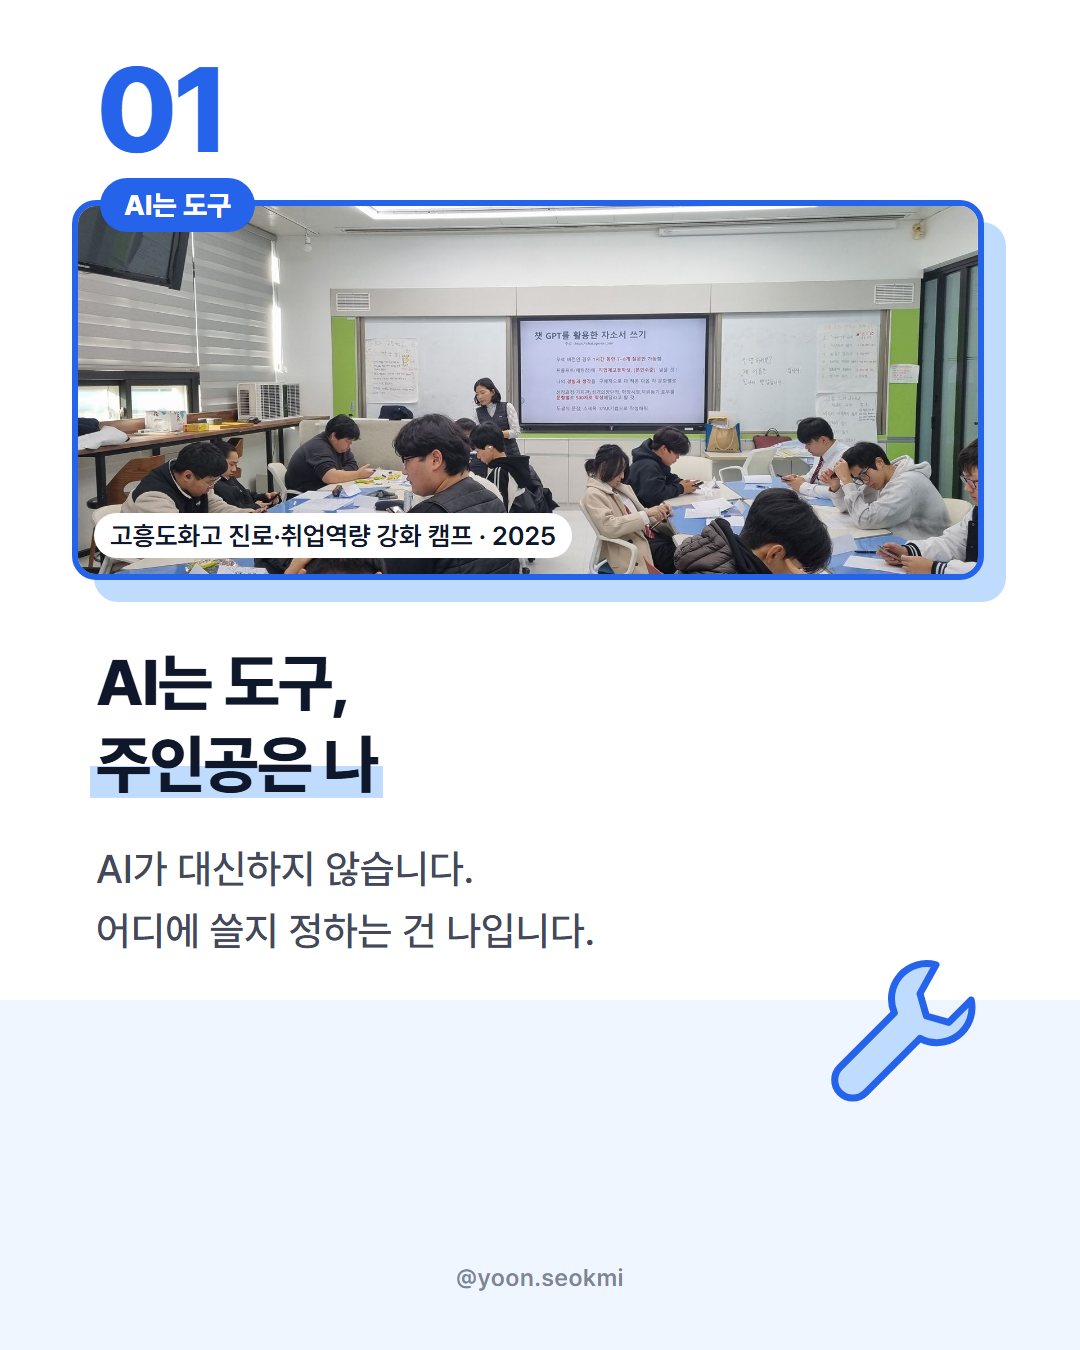 01
AI는 도구
챗 GPT를 활용한 자소서 쓰기
고흥도화고 진로·취업역량 강화 캠프 · 2025
AI는 도구,
주인공은 나
AI가 대신하지 않습니다.
어디에 쓸지 정하는 건 나입니다.
@yoon.seokmi